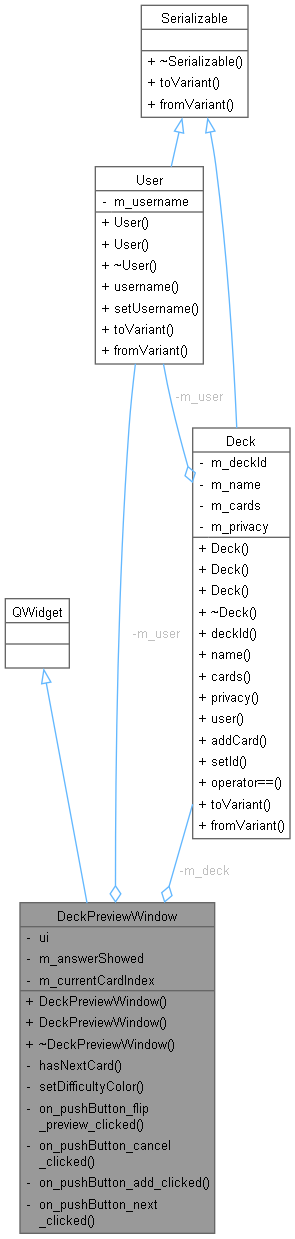 Serializable
+ ~Serializable()
+ toVariant()
+ fromVariant()
User
- m_username
+ User()
+ User()
+ ~User()
+ username()
+ setUsername()
+ toVariant()
+ fromVariant()
-m_user
Deck
- m_deckId
- m_name
- m_cards
- m_privacy
+ Deck()
+ Deck()
+ Deck()
+ ~Deck()
+ deckId()
+ name()
+ cards()
+ privacy()
+ user()
+ addCard()
+ setId()
+ operator==()
+ toVariant()
+ fromVariant()
QWidget
-m_user
-m_deck
DeckPreviewWindow
- ui
- m_answerShowed
- m_currentCardIndex
+ DeckPreviewWindow()
+ DeckPreviewWindow()
+ ~DeckPreviewWindow()
- hasNextCard()
- setDifficultyColor()
- on_pushButton_flip
_preview_clicked()
- on_pushButton_cancel
_clicked()
- on_pushButton_add_clicked()
- on_pushButton_next
_clicked()